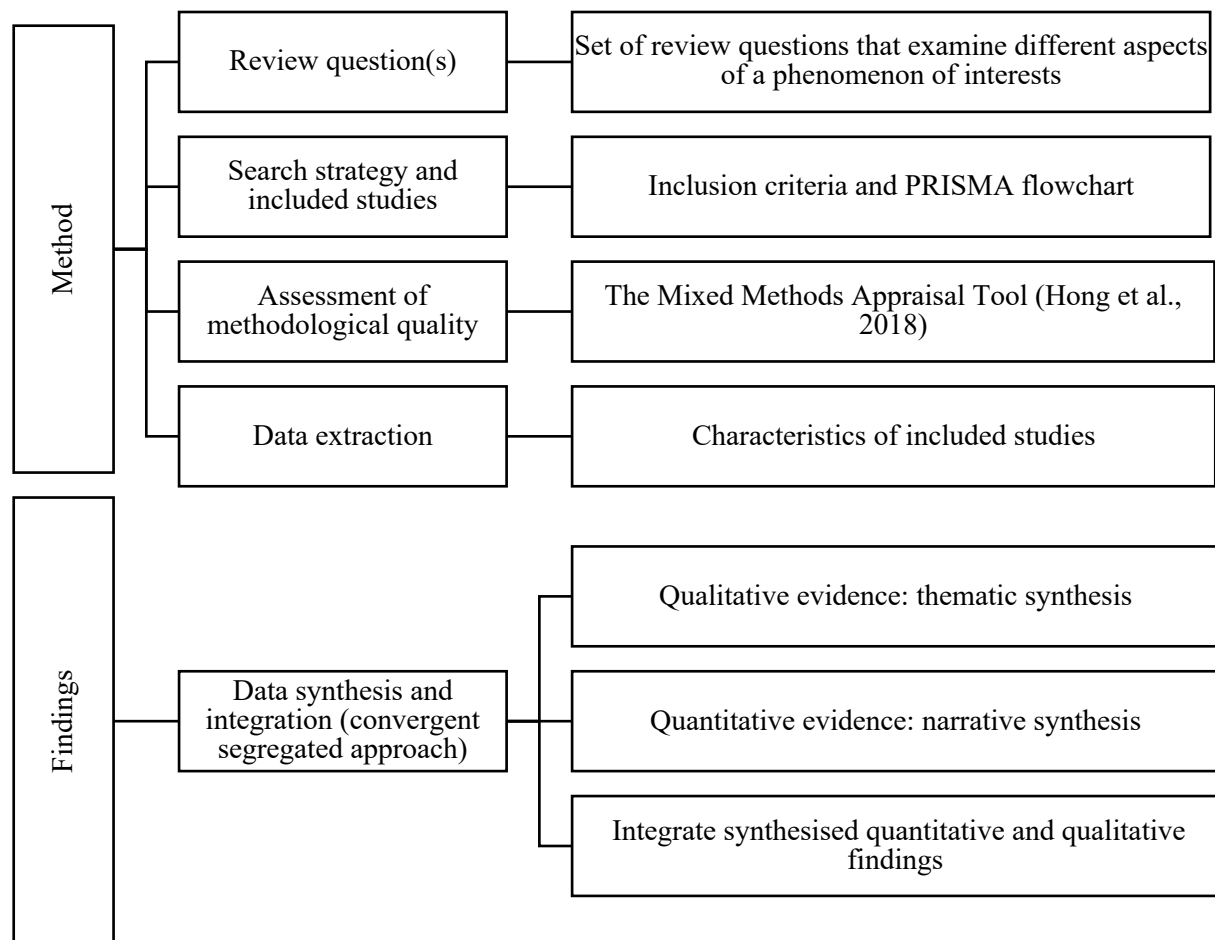 Method
Review question(s)
Set of review questions that examine different aspects
of a phenomenon of interests
Search strategy and
included studies
Inclusion criteria and PRISMA flowchart
Assessment of
methodological quality
The Mixed Methods Appraisal Tool (Hong et al.,
2018)
Data extraction
Characteristics of included studies
Findings
Data synthesis and
integration (convergent
segregated approach)
Qualitative evidence: thematic synthesis
Quantitative evidence: narrative synthesis
Integrate synthesised quantitative and qualitative
findings